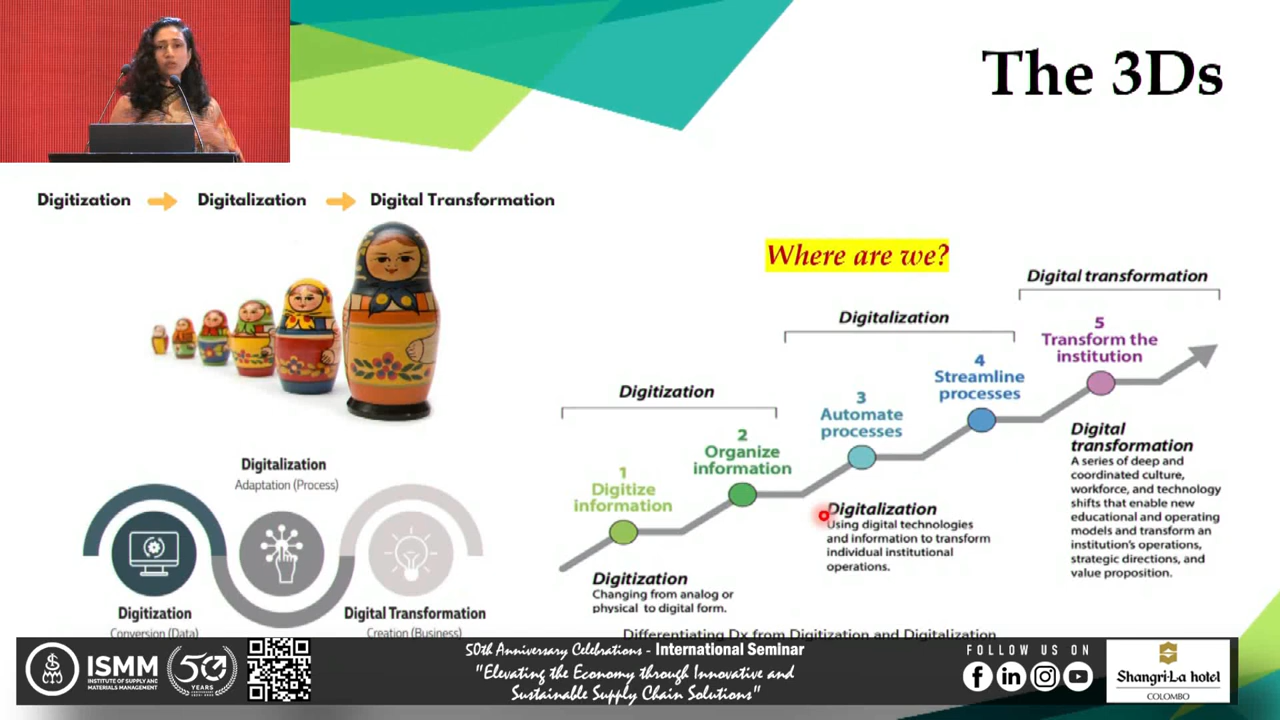 The 3Ds
Digitization
Digitalization
Digital Transformation
Where are we?
Digital transformation
Digitalization
Digitization
5
Transform the
institution
4
Streamline
processes
3
Automate
processes
2
Organize
information
1
Digitize
information
Digitization
Changing from analog or
physical to digital form.
Digitalization
Using digital technologies
and information to transform
individual institutional
operations.
Digital
transformation
A series of deep and
coordinated culture,
workforce, and technology
shifts that enable new
educational and operating
models and transform an
institution's operations,
strategic directions, and
value proposition.
Digitalization
Adaptation (Process)
Digitization
Conversion (Data)
Digital Transformation
Creation (Business)
Differentiating Dx from Digitization and Digitalization
ISMM
INSTITUTE OF SUPPLY AND
MATERIALS MANAGEMENT
50
YEARS
50th Anniversary Celebrations - International Seminar
"Elevating the Economy through Innovative and
Sustainable Supply Chain Solutions"
FOLLOW US ON
Shangri-La hotel
COLOMBO